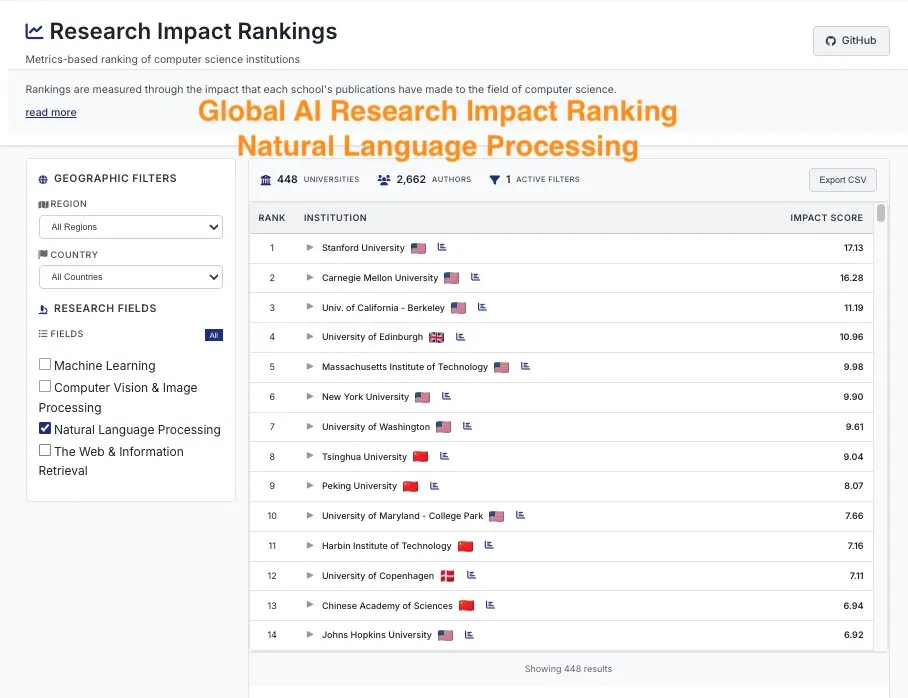 Research Impact Rankings
GitHub
Metrics-based ranking of computer science institutions
Rankings are measured through the impact that each school's publications have made to the field of computer science.
read more
Global AI Research Impact Ranking
Natural Language Processing
GEOGRAPHIC FILTERS
REGION
All Regions
COUNTRY
All Countries
RESEARCH FIELDS
FIELDS All
Machine Learning
Computer Vision & Image
Processing
Natural Language Processing
The Web & Information
Retrieval
448 UNIVERSITIES 2,662 AUTHORS 1 ACTIVE FILTERS Export CSV
RANK INSTITUTION IMPACT SCORE
1 Stanford University 17.13
2 Carnegie Mellon University 16.28
3 Univ. of California - Berkeley 11.19
4 University of Edinburgh 10.96
5 Massachusetts Institute of Technology 9.98
6 New York University 9.90
7 University of Washington 9.61
8 Tsinghua University 9.04
9 Peking University 8.07
10 University of Maryland - College Park 7.66
11 Harbin Institute of Technology 7.16
12 University of Copenhagen 7.11
13 Chinese Academy of Sciences 6.94
14 Johns Hopkins University 6.92
Showing 448 results